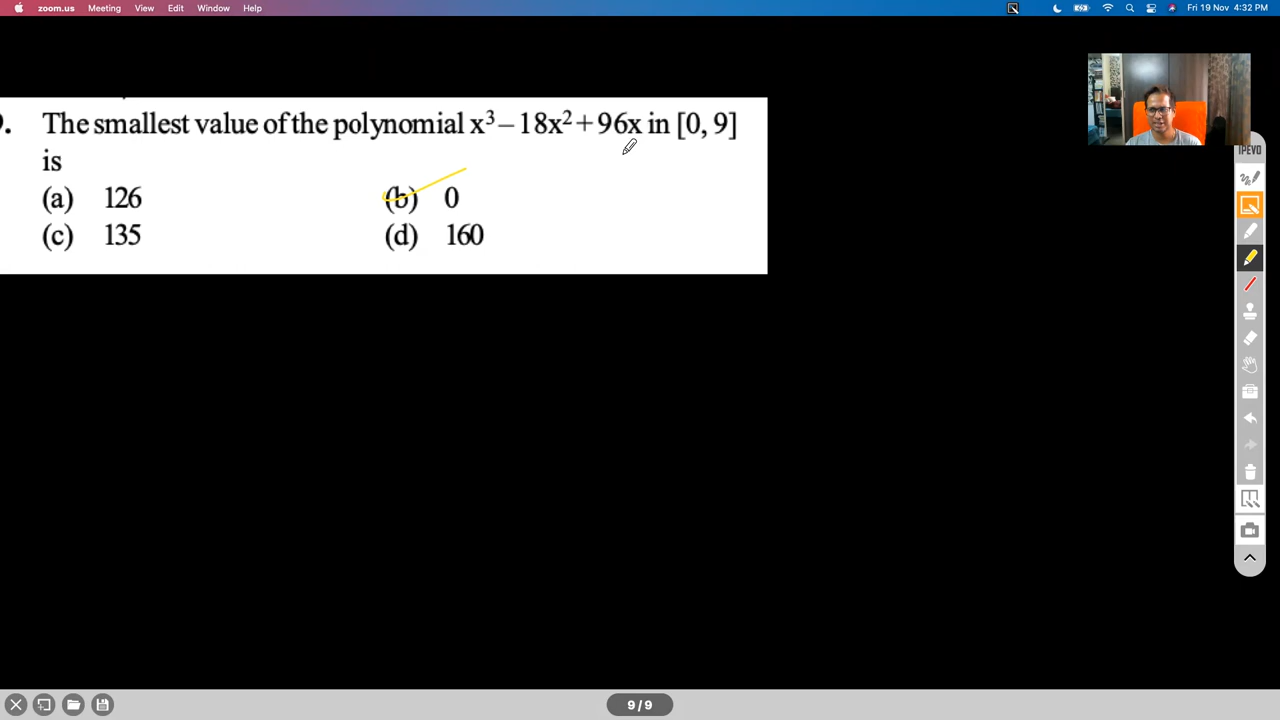 zoom.us Meeting View Edit Window Help Fri 19 Nov 4:32 PM
9. The smallest value of the polynomial x³ – 18x² + 96x in [0, 9]
is
(a) 126 (b) 0
(c) 135 (d) 160
IPEVO
9 / 9